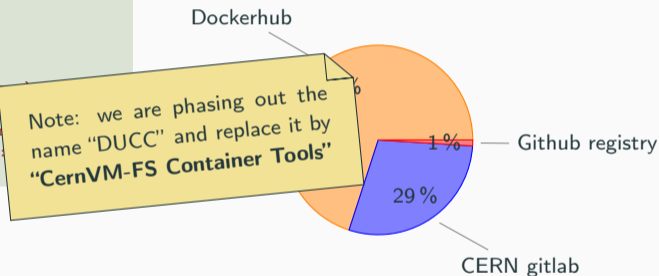 Dockerhub
Note: we are phasing out the
name “DUCC” and replace it by
“CernVM-FS Container Tools”
%
1 %
Github registry
29 %
CERN gitlab